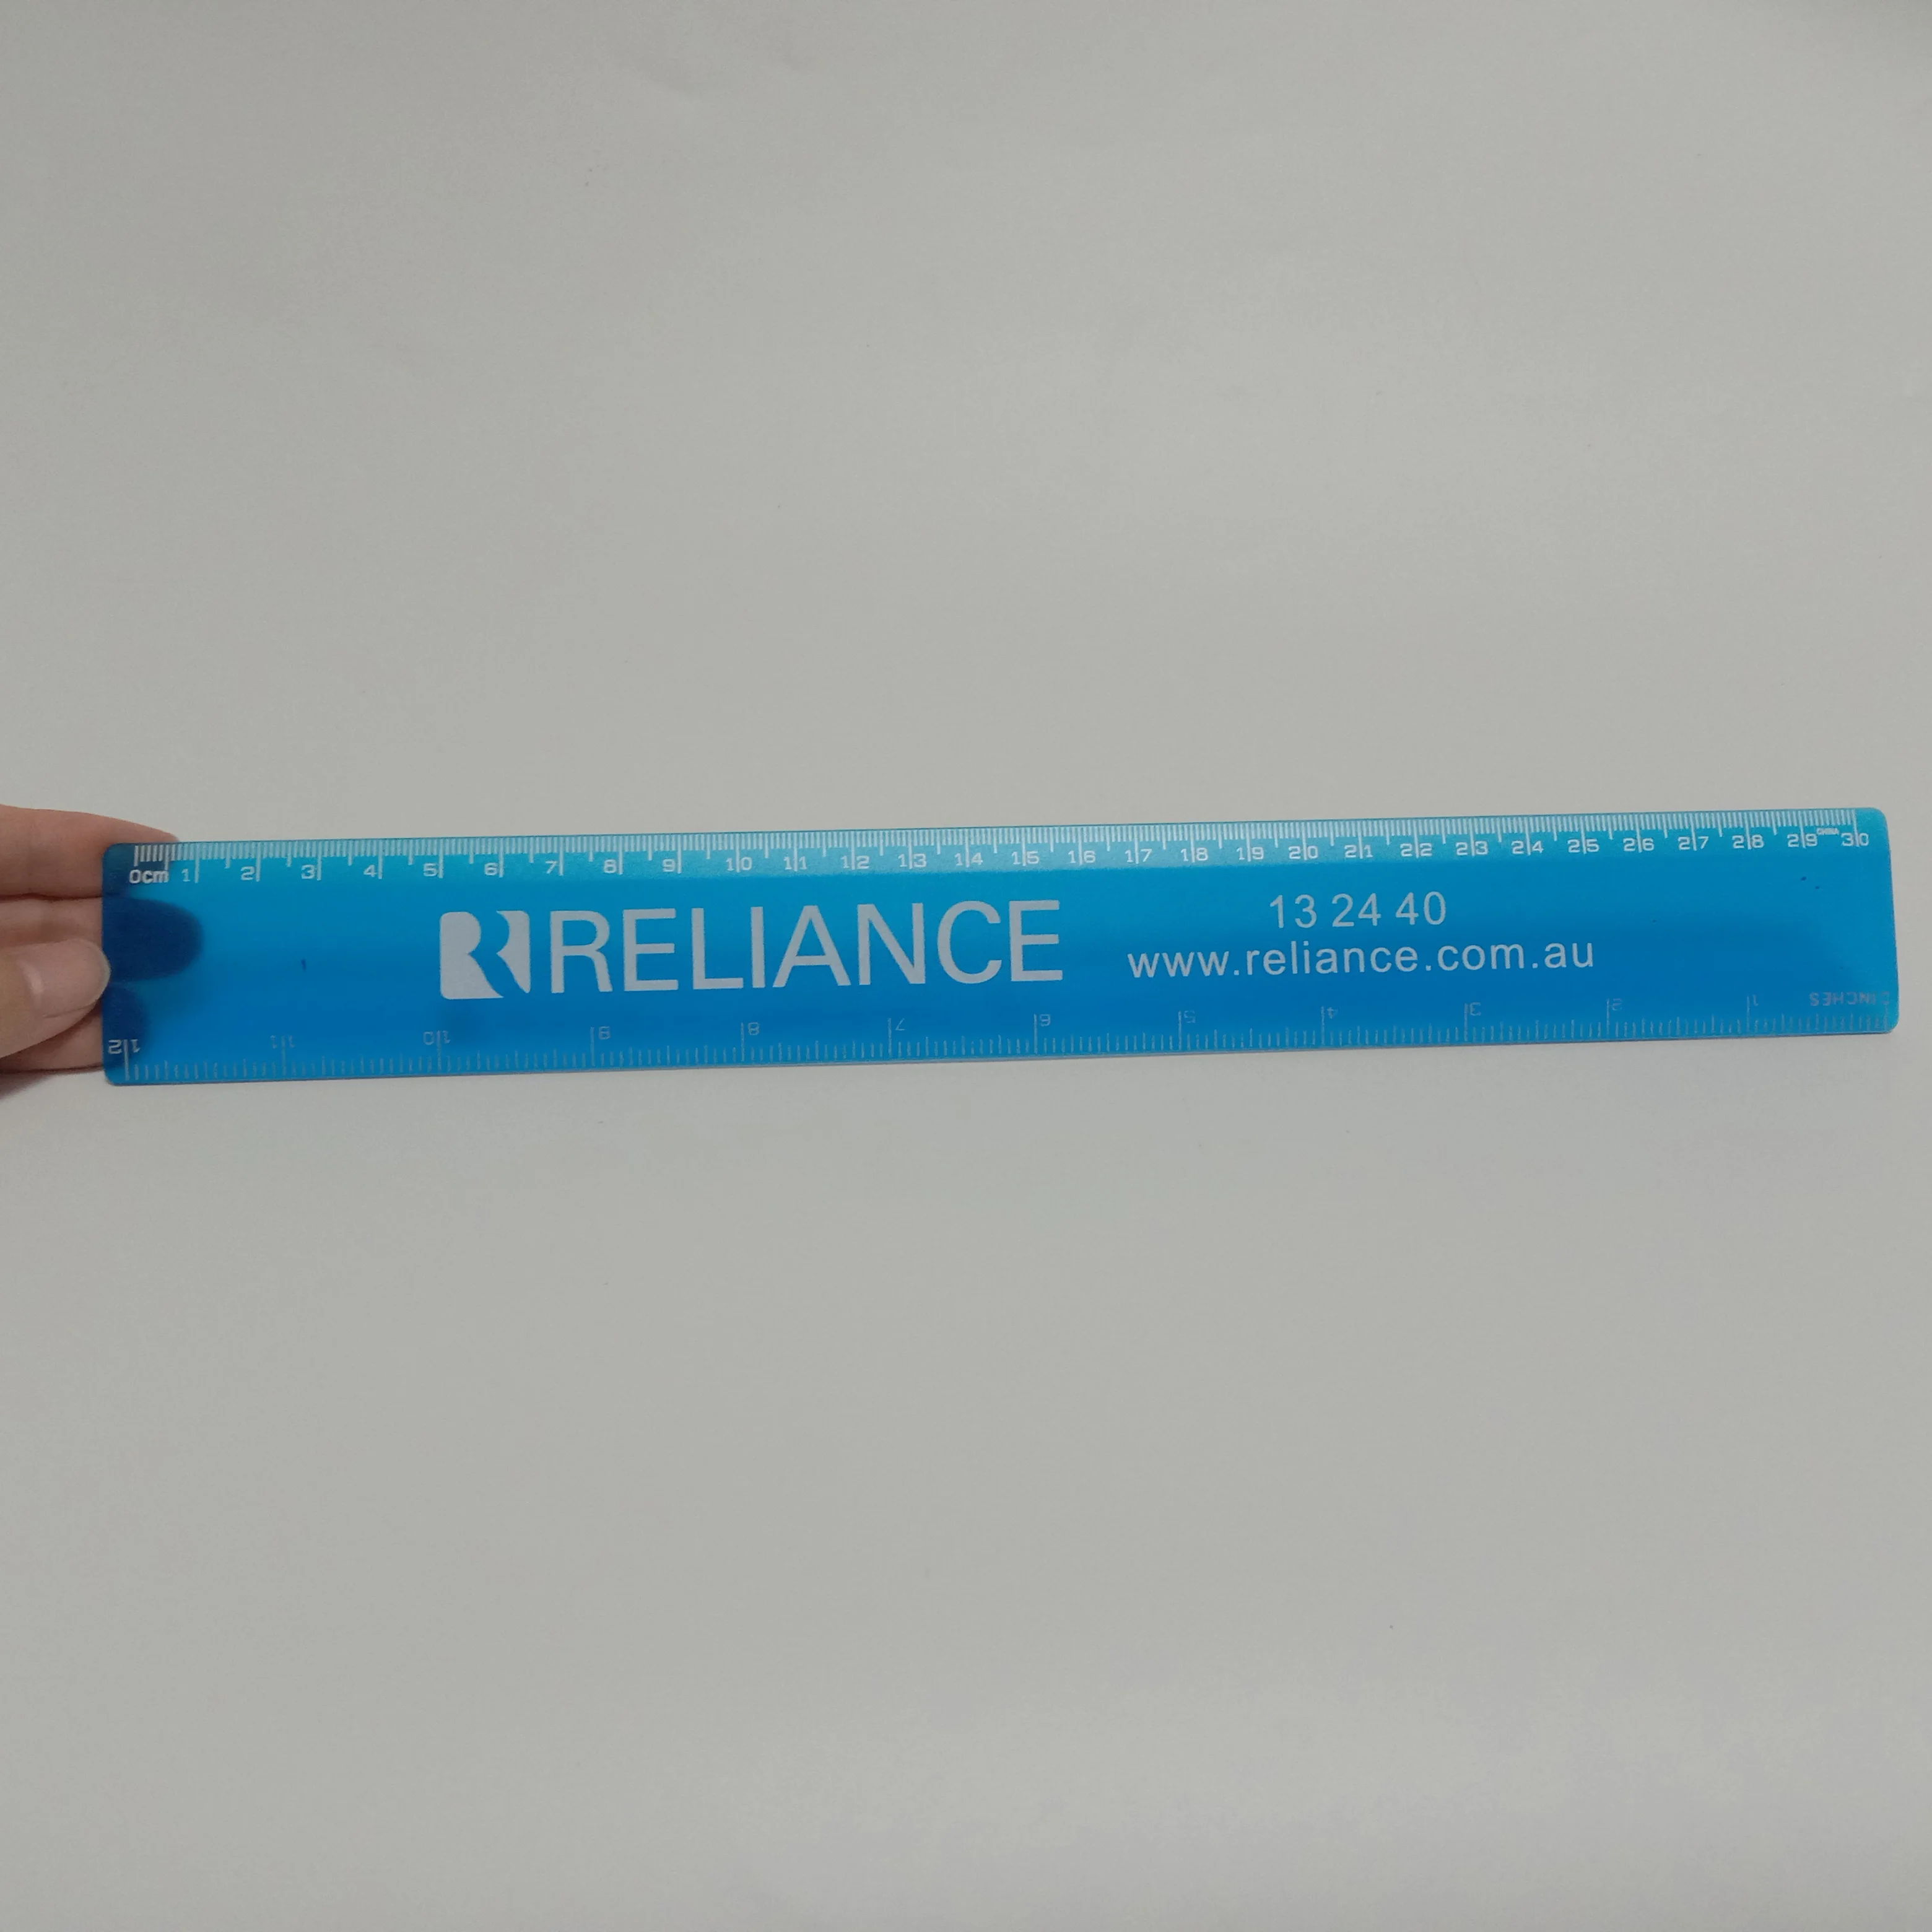 0cm 1 2 3 4 5 6 7 8 9 10 11 12 13 14 15 16 17 18 19 20 21 22 23 24 25 26 27 28 29 CHINA 30
RELIANCE
13 24 40
www.reliance.com.au
INCHES 1 2 3 4 5 6 7 8 9 10 11 12